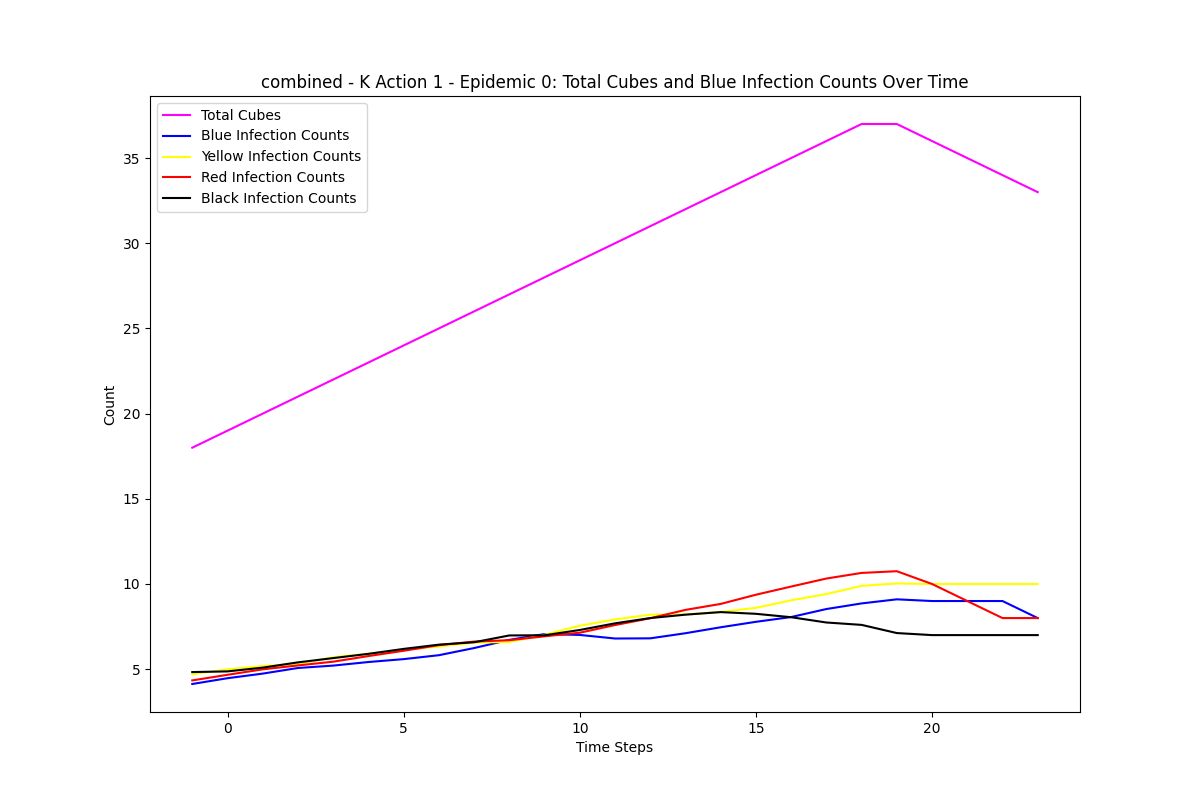 combined - K Action 1 - Epidemic 0: Total Cubes and Blue Infection Counts Over Time
Total Cubes
Blue Infection Counts
Yellow Infection Counts
Red Infection Counts
Black Infection Counts
35
30
25
20
15
10
5
Count
0 5 10 15 20
Time Steps